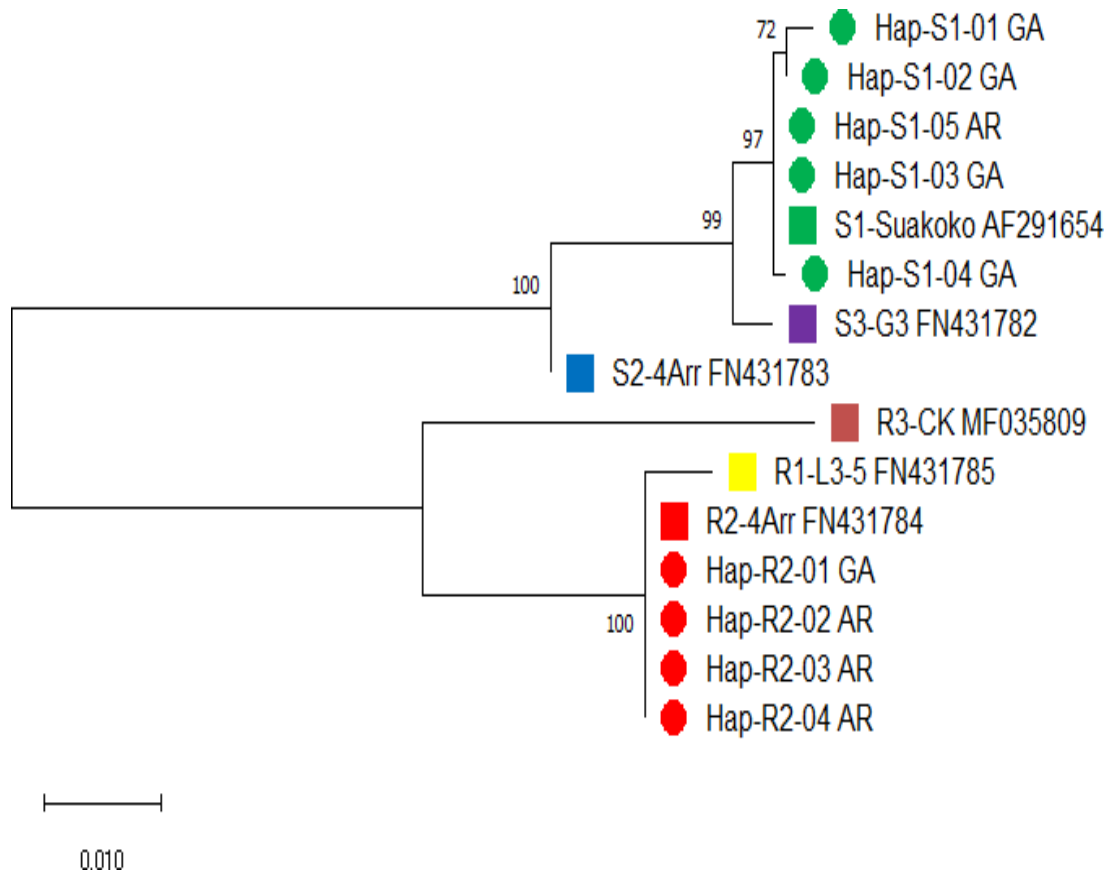 72
Hap-S1-01 GA
Hap-S1-02 GA
Hap-S1-05 AR
97
Hap-S1-03 GA
99
S1-Suakoko AF291654
Hap-S1-04 GA
100
S3-G3 FN431782
S2-4Arr FN431783
R3-CK MF035809
R1-L3-5 FN431785
R2-4Arr FN431784
Hap-R2-01 GA
Hap-R2-02 AR
100
Hap-R2-03 AR
Hap-R2-04 AR
0.010